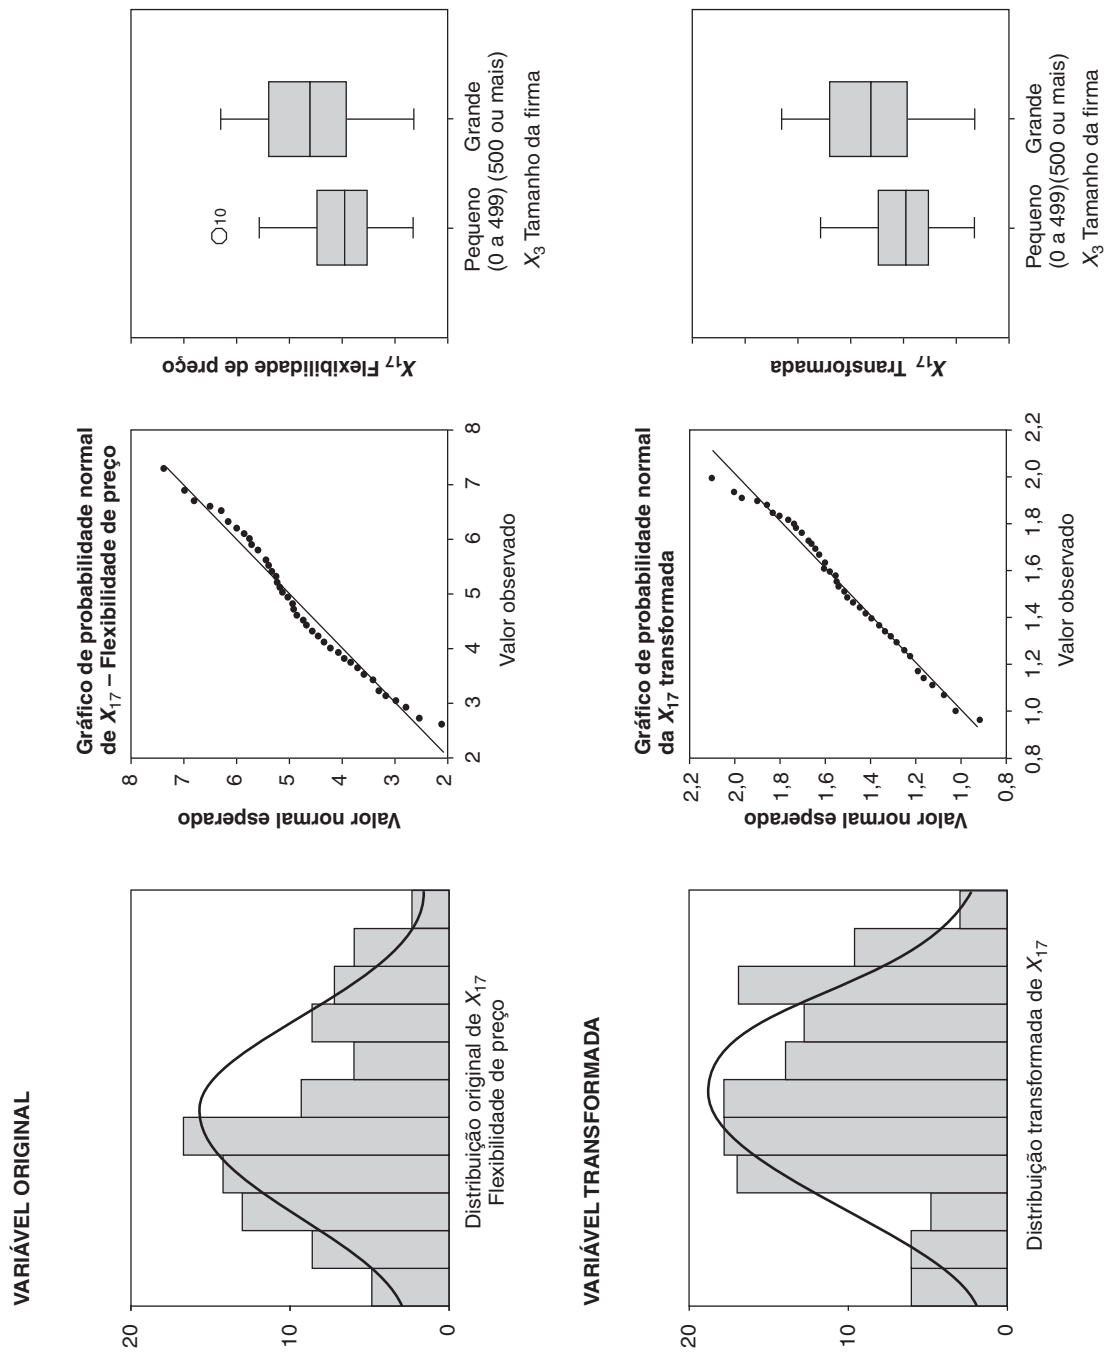 VARIÁVEL ORIGINAL
20
10
0
Distribuição original de X17
Flexibilidade de preço
Gráfico de probabilidade normal
de X17 – Flexibilidade de preço
Valor normal esperado
8
7
6
5
4
3
2
2 3 4 5 6 7 8
Valor observado
X17 Flexibilidade de preço
10
Pequeno Grande
(0 a 499) (500 ou mais)
X3 Tamanho da firma
VARIÁVEL TRANSFORMADA
20
10
0
Distribuição transformada de X17
Gráfico de probabilidade normal
da X17 transformada
Valor normal esperado
2,2
2,0
1,8
1,6
1,4
1,2
1,0
0,8
0,8 1,0 1,2 1,4 1,6 1,8 2,0 2,2
Valor observado
X17 Transformada
Pequeno Grande
(0 a 499)(500 ou mais)
X3 Tamanho da firma